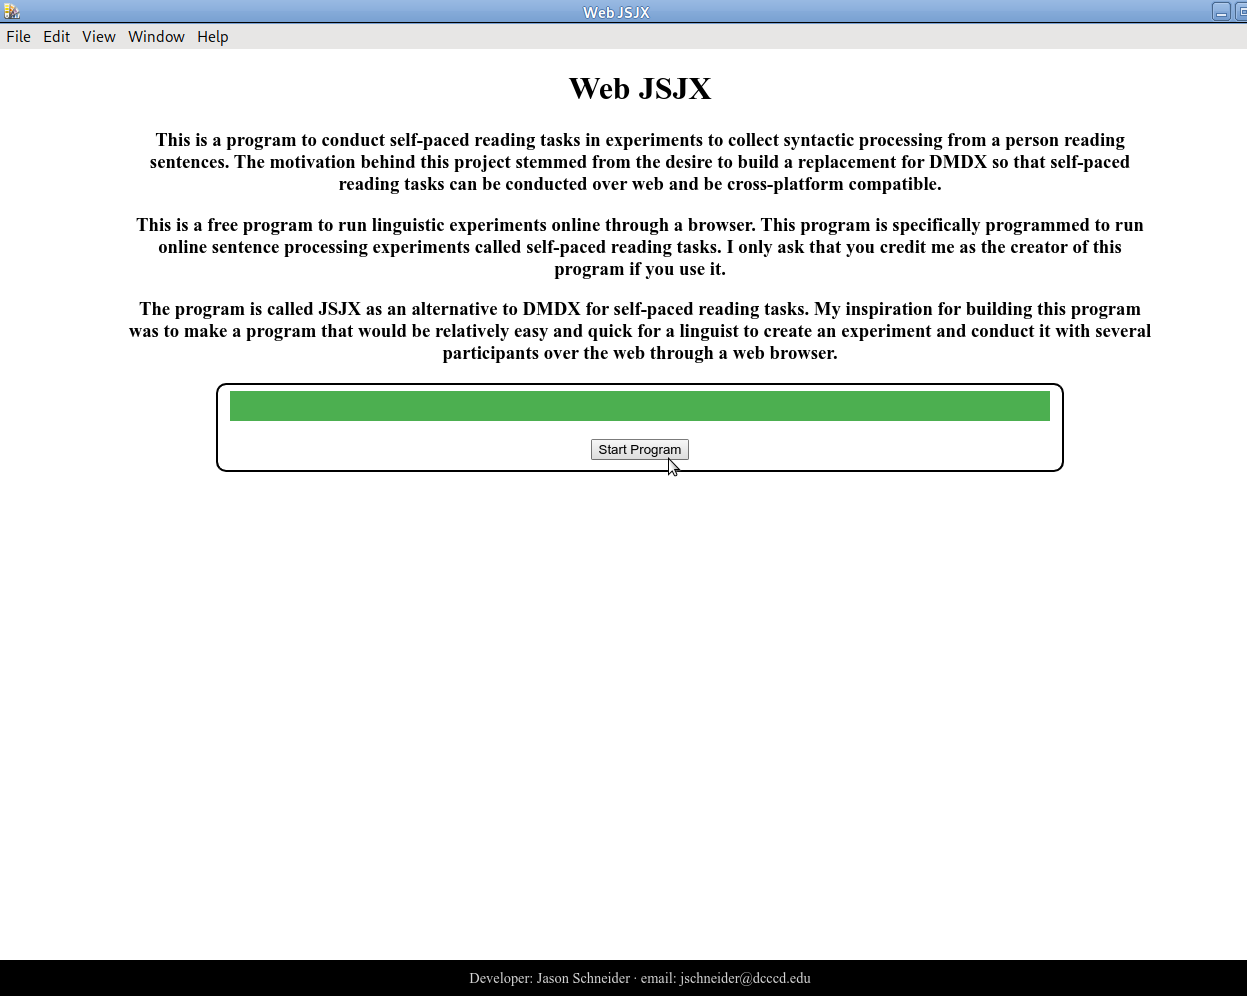 Web JSJX
File Edit View Window Help
Web JSJX
This is a program to conduct self-paced reading tasks in experiments to collect syntactic processing from a person reading
sentences. The motivation behind this project stemmed from the desire to build a replacement for DMDX so that self-paced
reading tasks can be conducted over web and be cross-platform compatible.
This is a free program to run linguistic experiments online through a browser. This program is specifically programmed to run
online sentence processing experiments called self-paced reading tasks. I only ask that you credit me as the creator of this
program if you use it.
The program is called JSJX as an alternative to DMDX for self-paced reading tasks. My inspiration for building this program
was to make a program that would be relatively easy and quick for a linguist to create an experiment and conduct it with several
participants over the web through a web browser.
Start Program
Developer: Jason Schneider · email: jschneider@dcccd.edu